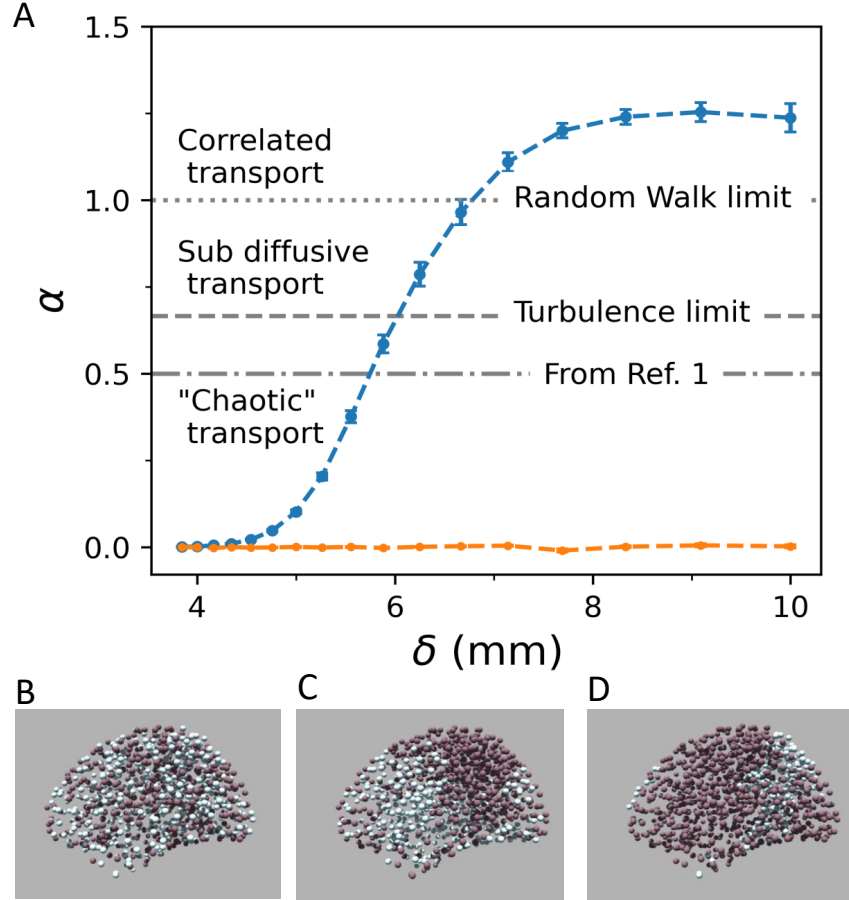 A
1.5
Correlated
transport
1.0
Random Walk limit
Sub diffusive
transport
α
Turbulence limit
0.5
From Ref. 1
"Chaotic"
transport
0.0
4 6 8 10
δ (mm)
B C D